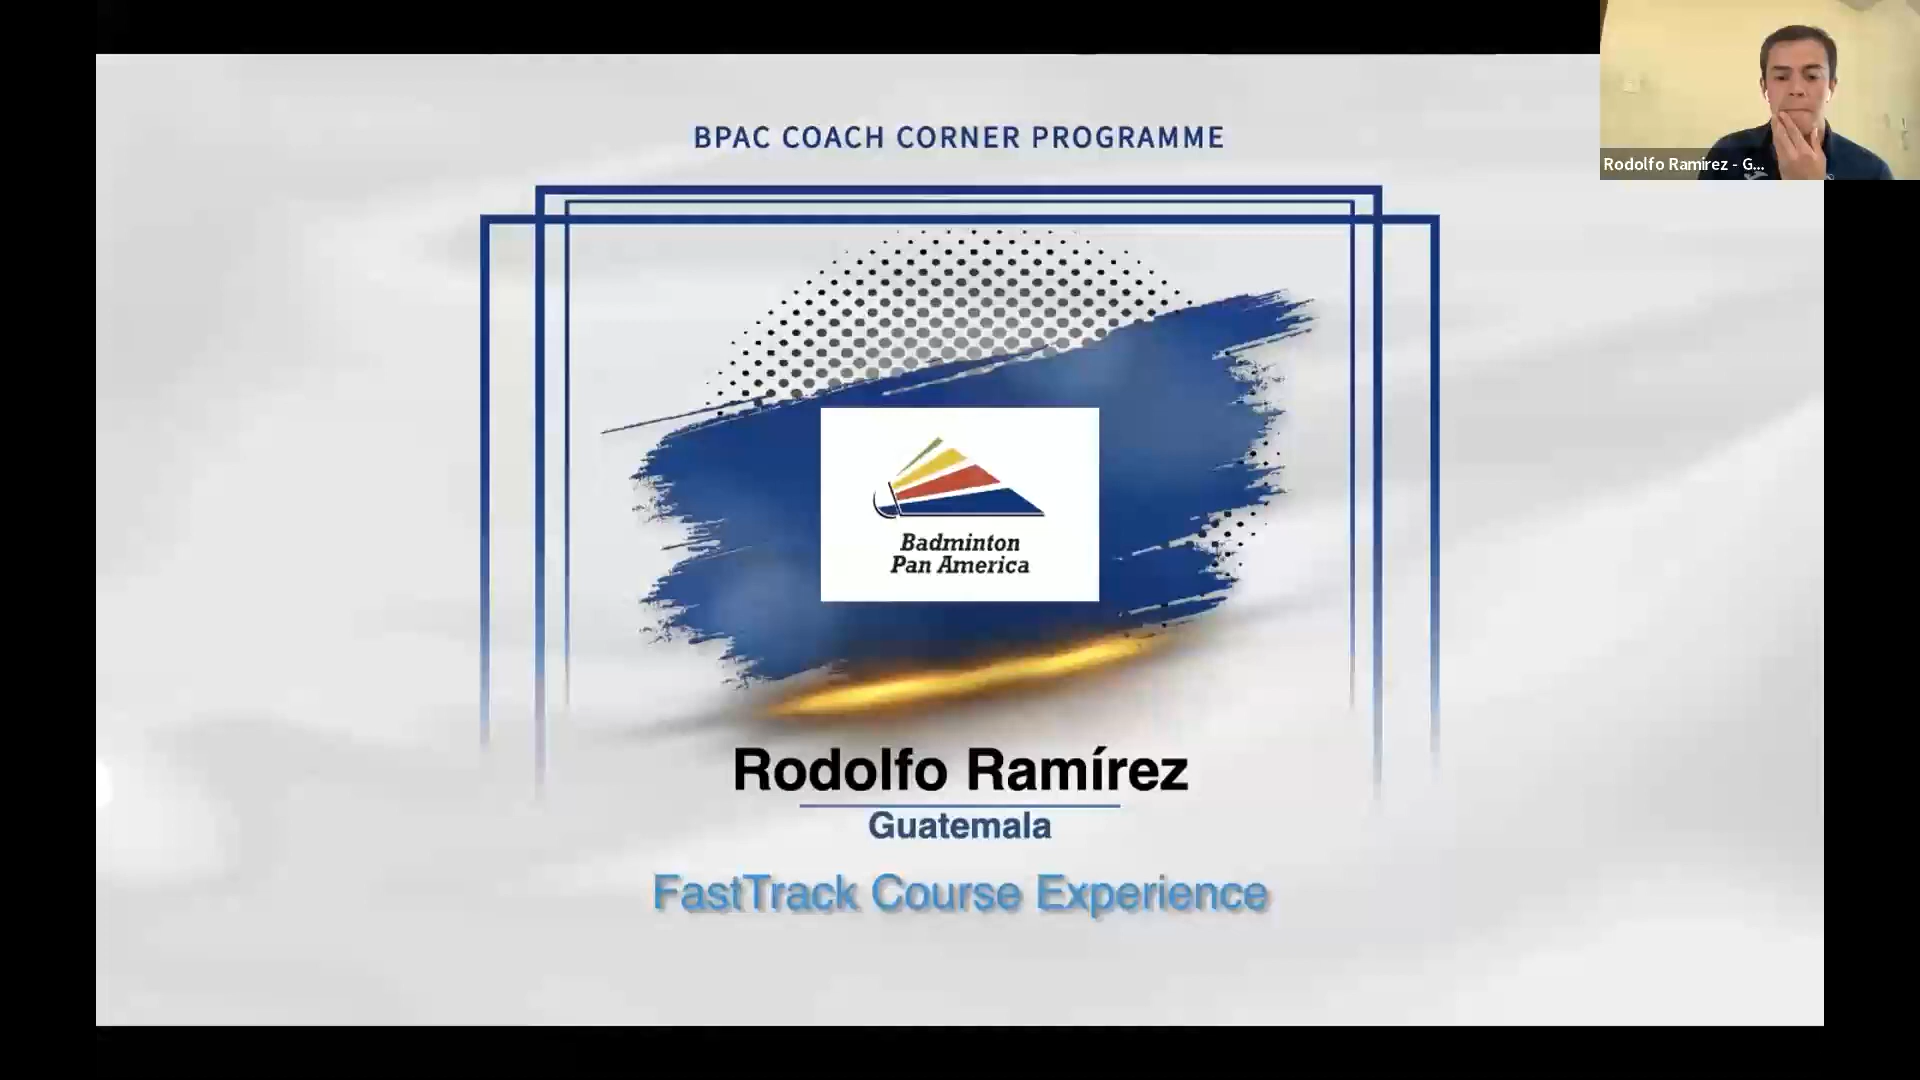 BPAC COACH CORNER PROGRAMME
Rodolfo Ramírez - G...
Badminton
Pan America
Rodolfo Ramírez
Guatemala
FastTrack Course Experience